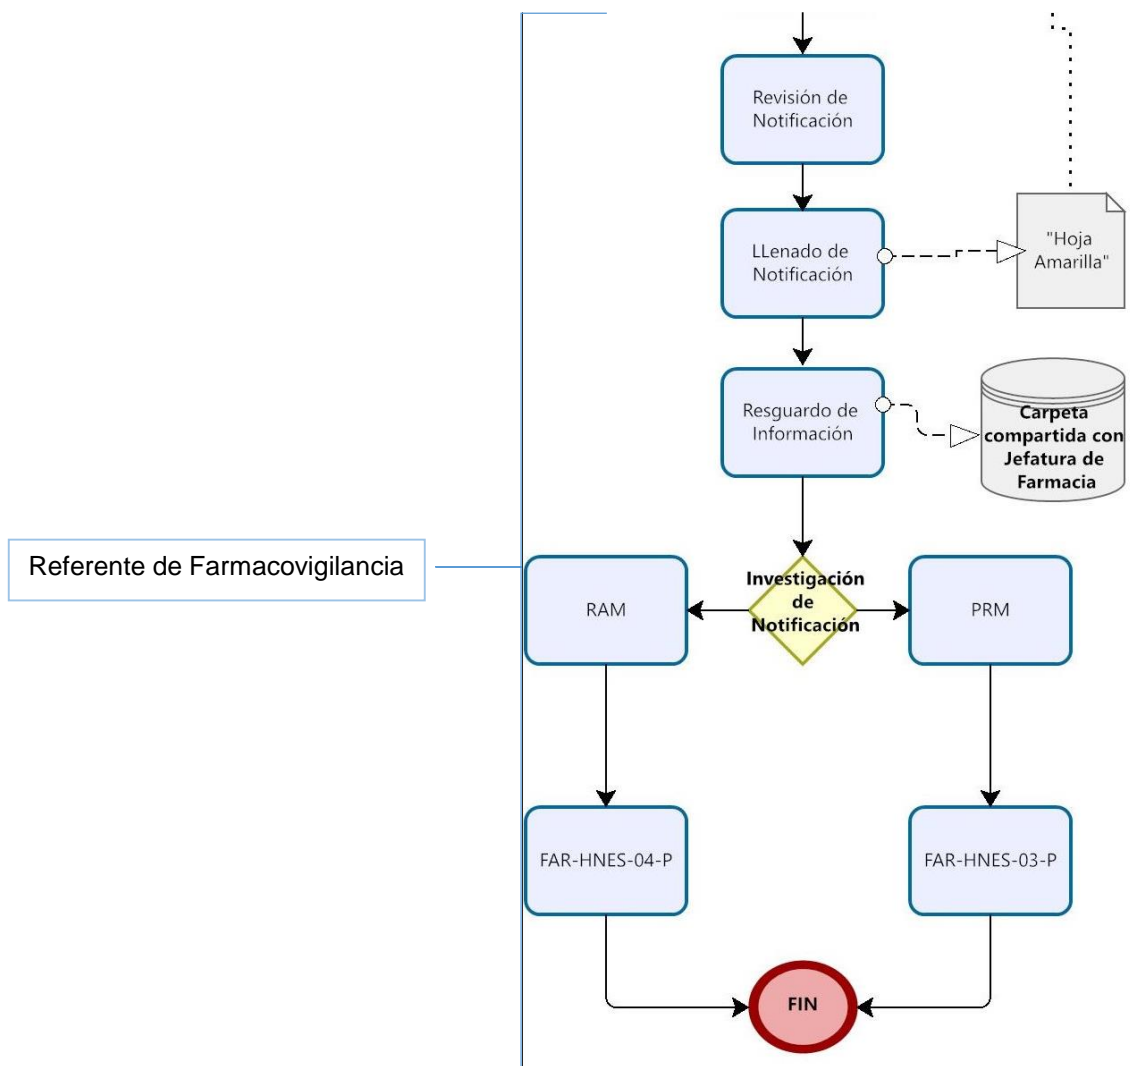 Revisión de
Notificación
LLenado de
Notificación
"Hoja
Amarilla"
Resguardo de
Información
Carpeta
compartida con
Jefatura de
Farmacia
Referente de Farmacovigilancia
RAM
Investigación
de
Notificación
PRM
FAR-HNES-04-P
FAR-HNES-03-P
FIN